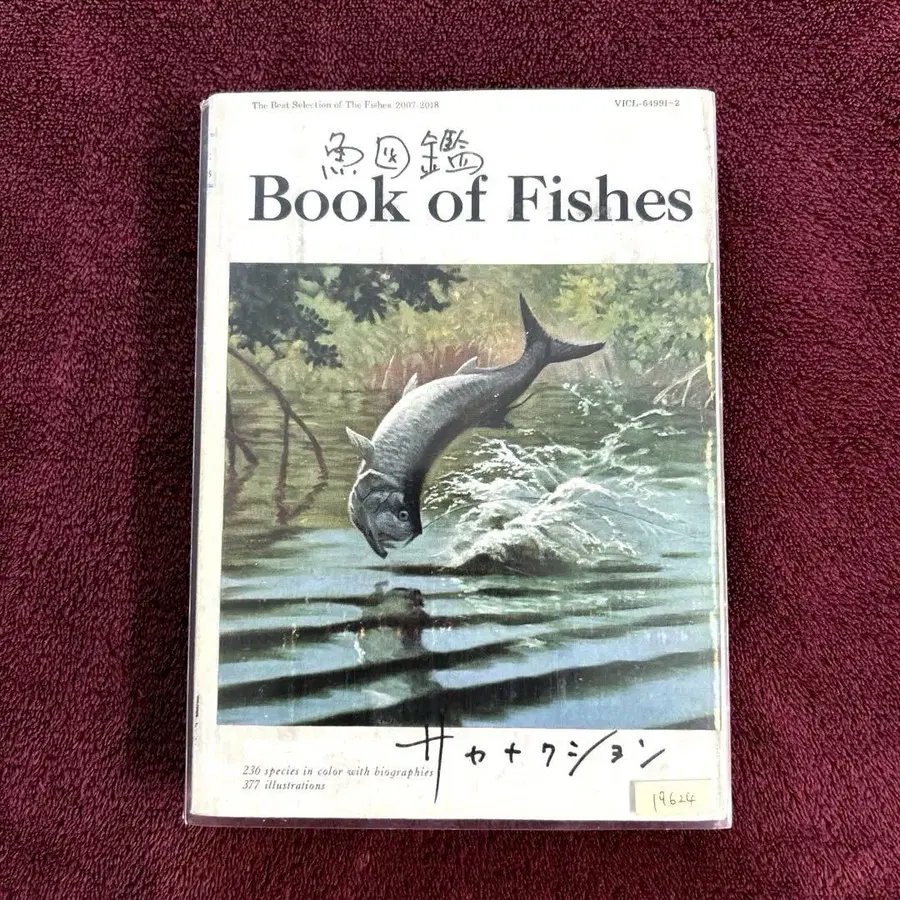 The Best Selection of The Fishes 2007-2018
VICL-64991~2
魚図鑑
Book of Fishes
サカナクション
236 species in color with biographies
377 illustrations
19624